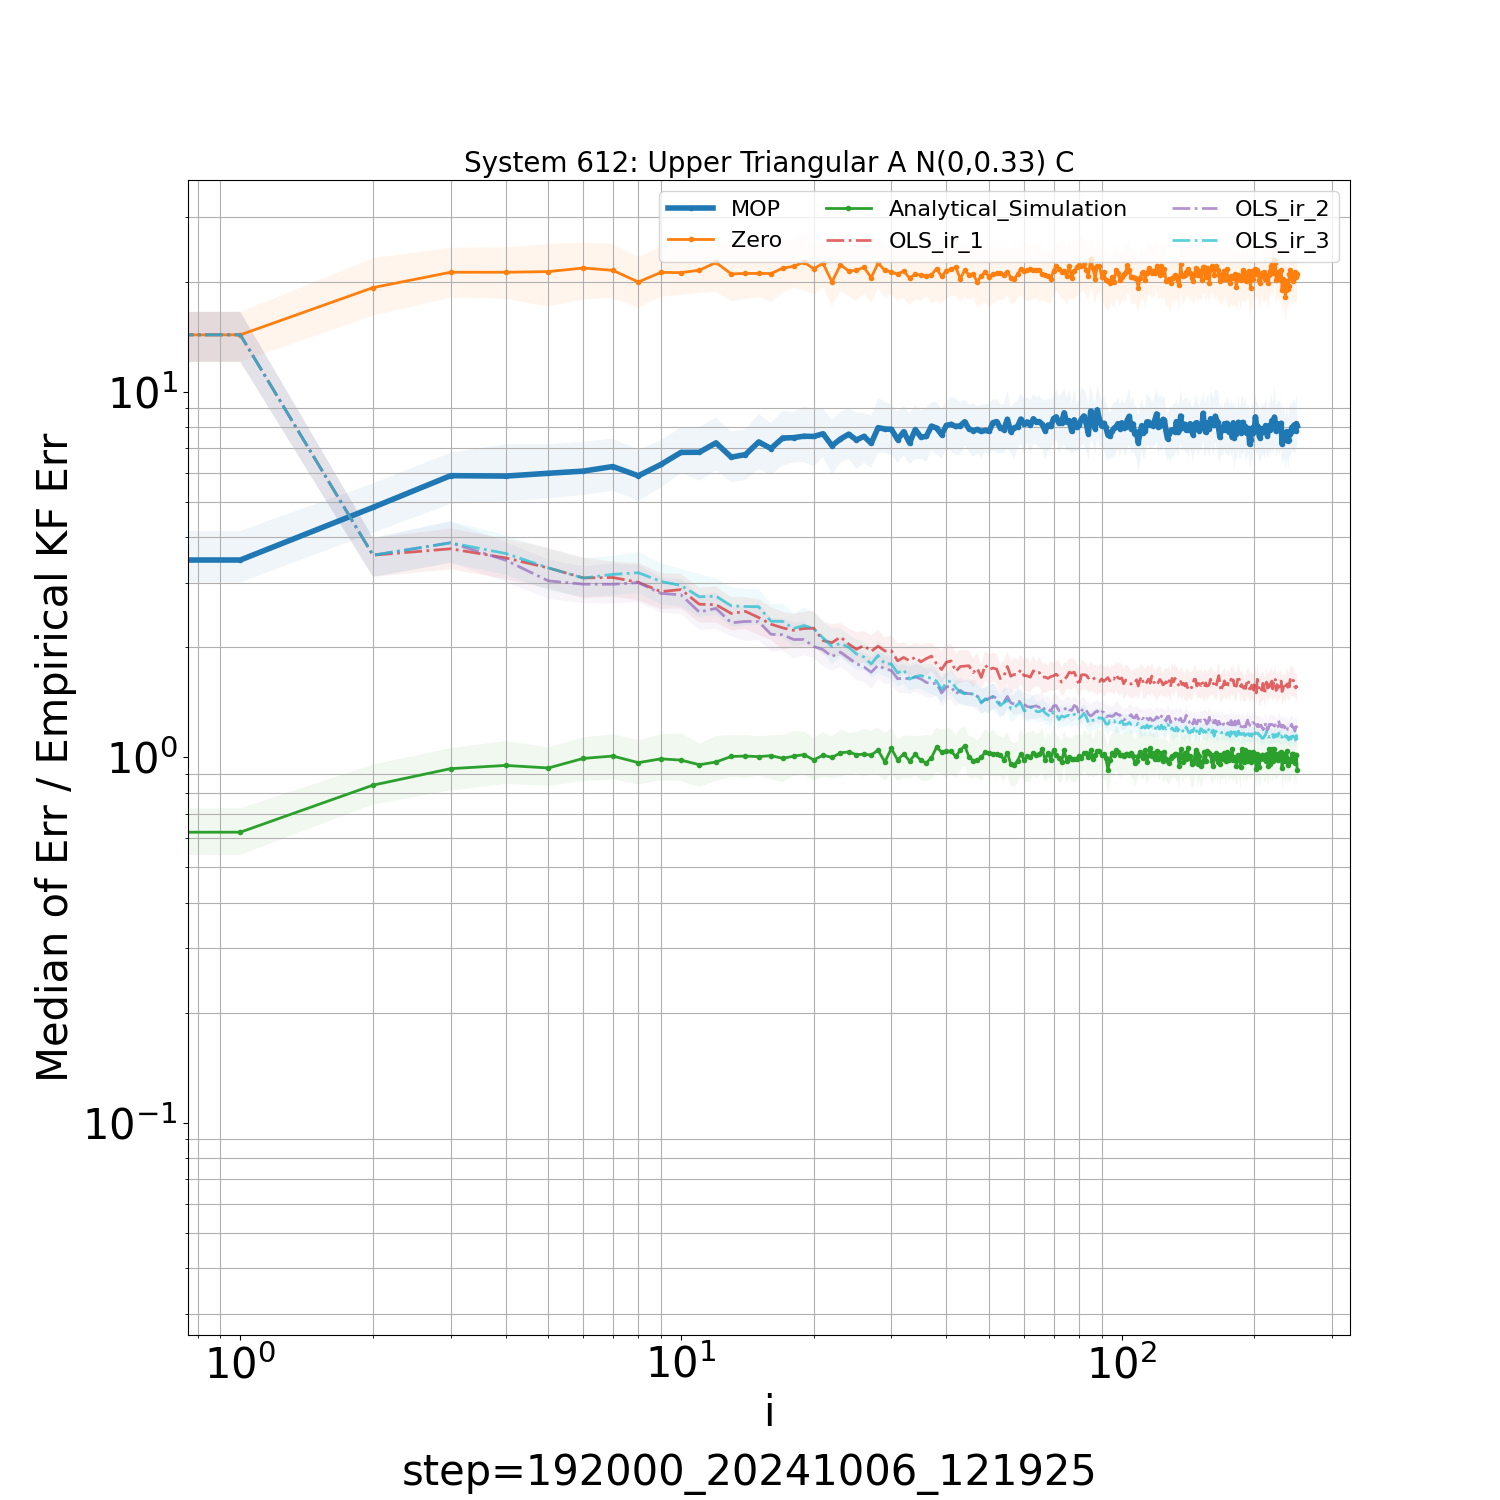 System 612: Upper Triangular A N(0,0.33) C
MOP
Zero
Analytical_Simulation
OLS_ir_1
OLS_ir_2
OLS_ir_3
Median of Err / Empirical KF Err
10¹
10⁰
10⁻¹
10⁰
10¹
10²
i
step=192000_20241006_121925